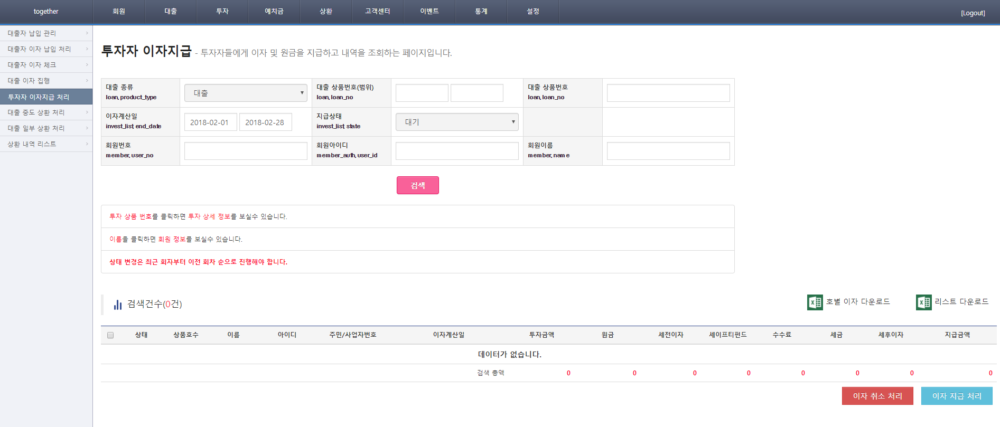 together 회원 대출 투자 예치금 상환 고객센터 이벤트 통계 설정 [Logout]
대출자 납입 관리
대출자 이자 납입 처리
대출자 이자 체크
대출 이자 집행
투자자 이자지급 처리
대출 중도 상환 처리
대출 일부 상환 처리
상환 내역 리스트
투자자 이자지급 - 투자자들에게 이자 및 원금을 지급하고 내역을 조회하는 페이지입니다.
대출 종류
loan.product_type
대출
대출 상품번호(범위)
loan.loan_no
대출 상품번호
loan.loan_no
이자계산일
invest_list.end_date
2018-02-01 2018-02-28
지급상태
invest_list.state
대기
회원번호
member.user_no
회원아이디
member_auth.user_id
회원이름
member.name
검색
투자 상품 번호를 클릭하면 투자 상세 정보를 보실수 있습니다.
이름을 클릭하면 회원 정보를 보실수 있습니다.
상태 변경은 최근 회자부터 이전 회차 순으로 진행해야 합니다.
검색건수(0건)
호별 이자 다운로드 리스트 다운로드
상태 상품호수 이름 아이디 주민/사업자번호 이자계산일 투자금액 원금 세전이자 세이프티펀드 수수료 세금 세후이자 지급금액
데이터가 없습니다.
검색 총액 0 0 0 0 0 0 0 0
이자 취소 처리 이자 지급 처리